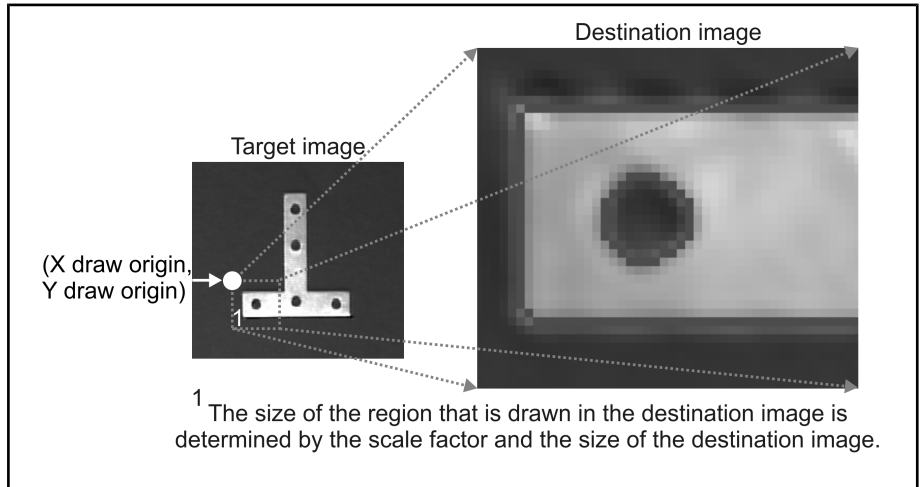 Destination image
Target image
(X draw origin,
Y draw origin)
1
1
The size of the region that is drawn in the destination image is
determined by the scale factor and the size of the destination image.